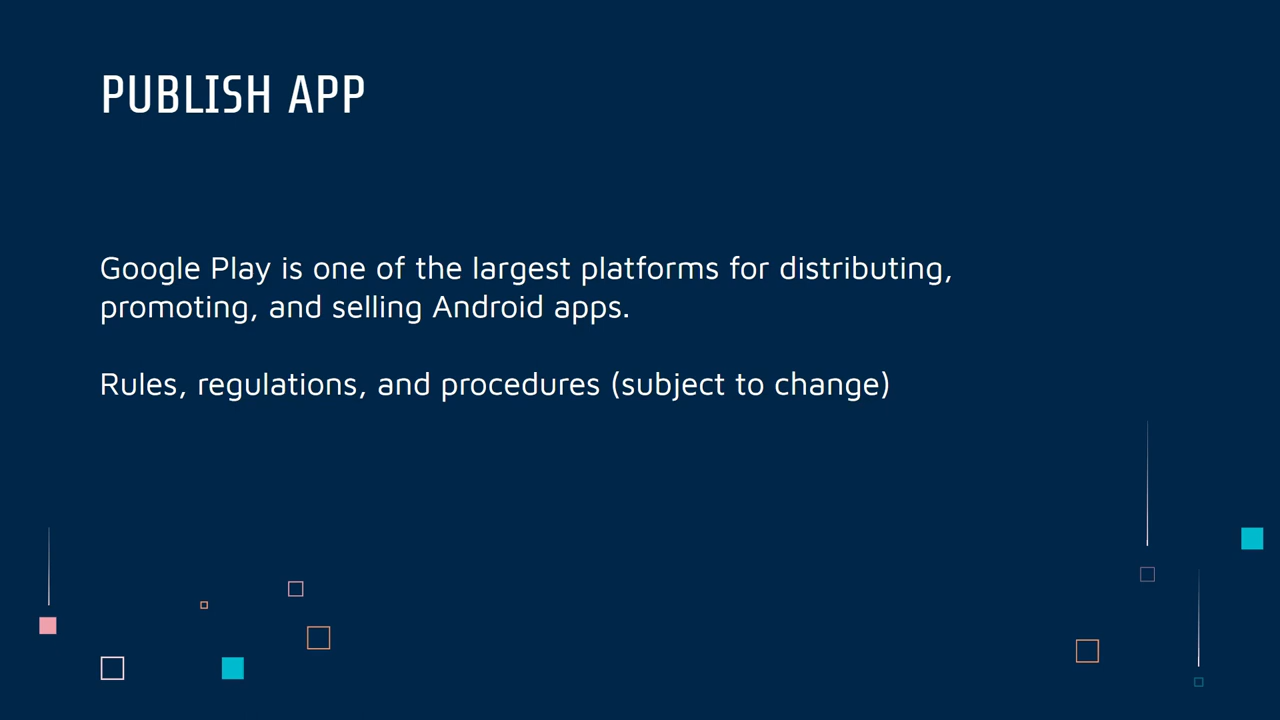 PUBLISH APP
Google Play is one of the largest platforms for distributing,
promoting, and selling Android apps.
Rules, regulations, and procedures (subject to change)